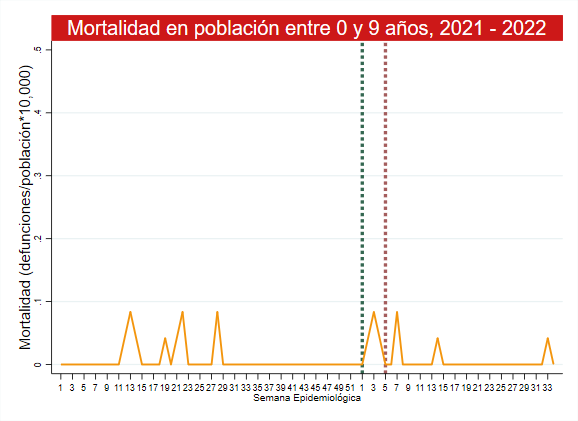 Mortalidad en población entre 0 y 9 años, 2021 - 2022
Mortalidad (defunciones/población*10,000)
.5
.4
.3
.2
.1
0
1 3 5 7 9 11 13 15 17 19 21 23 25 27 29 31 33 35 37 39 41 43 45 47 49 51 1 3 5 7 9 11 13 15 17 19 21 23 25 27 29 31 33
Semana Epidemiológica